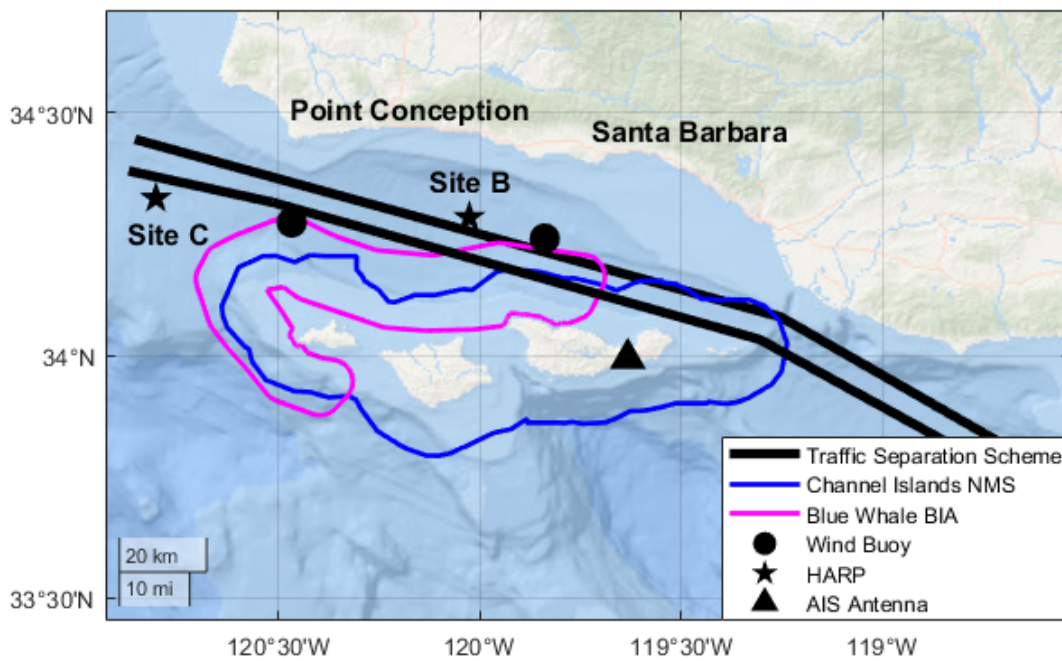 34°30'N
Point Conception
Santa Barbara
Site B
Site C
34°N
Traffic Separation Scheme
Channel Islands NMS
Blue Whale BIA
Wind Buoy
HARP
AIS Antenna
20 km
10 mi
33°30'N
120°30'W
120°W
119°30'W
119°W